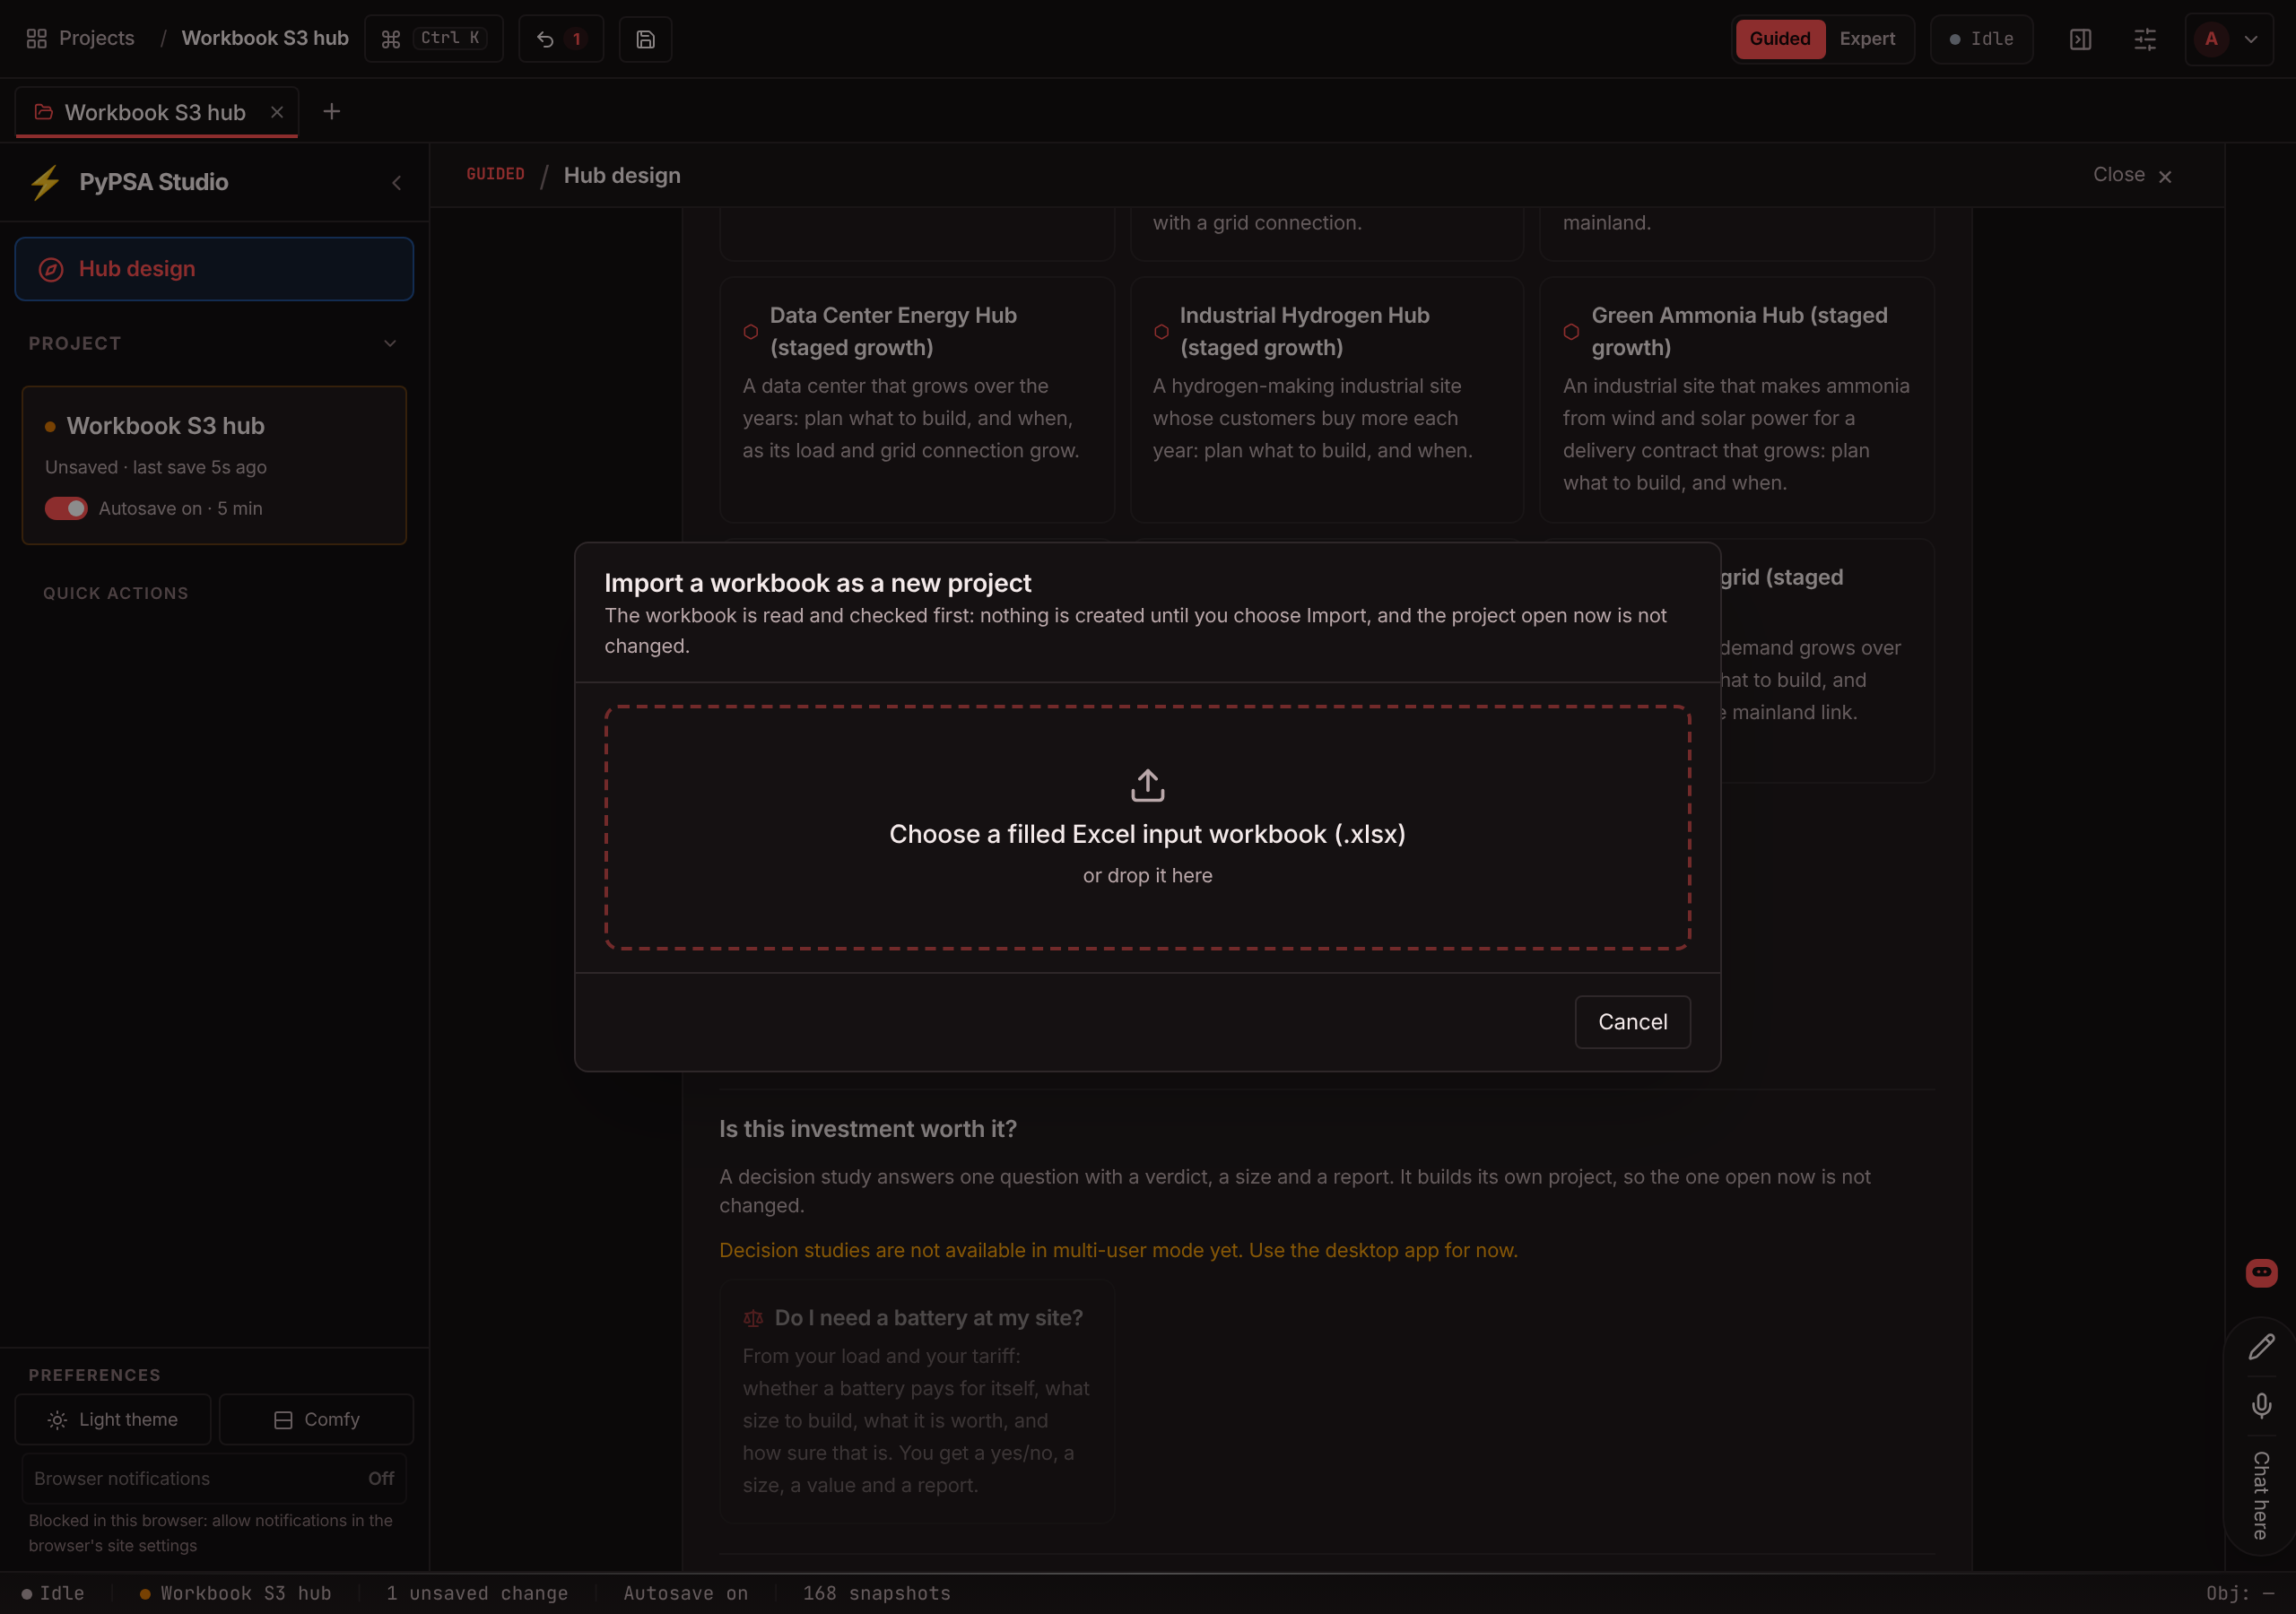 Projects / Workbook S3 hub Ctrl K 1 Guided Expert Idle A
Workbook S3 hub
PyPSA Studio
GUIDED / Hub design Close
Hub design
PROJECT
Workbook S3 hub
Unsaved · last save 5s ago
Autosave on · 5 min
QUICK ACTIONS
with a grid connection.
mainland.
Data Center Energy Hub
(staged growth)
A data center that grows over the
years: plan what to build, and when,
as its load and grid connection grow.
Industrial Hydrogen Hub
(staged growth)
A hydrogen-making industrial site
whose customers buy more each
year: plan what to build, and when.
Green Ammonia Hub (staged
growth)
An industrial site that makes ammonia
from wind and solar power for a
delivery contract that grows: plan
what to build, and when.
grid (staged
demand grows over
hat to build, and
mainland link.
Import a workbook as a new project
The workbook is read and checked first: nothing is created until you choose Import, and the project open now is not
changed.
Choose a filled Excel input workbook (.xlsx)
or drop it here
Cancel
Is this investment worth it?
A decision study answers one question with a verdict, a size and a report. It builds its own project, so the one open now is not
changed.
Decision studies are not available in multi-user mode yet. Use the desktop app for now.
Do I need a battery at my site?
From your load and your tariff:
whether a battery pays for itself, what
size to build, what it is worth, and
how sure that is. You get a yes/no, a
size, a value and a report.
PREFERENCES
Light theme
Comfy
Browser notifications Off
Blocked in this browser: allow notifications in the
browser's site settings
Chat here
Idle Workbook S3 hub 1 unsaved change Autosave on 168 snapshots Obj: —